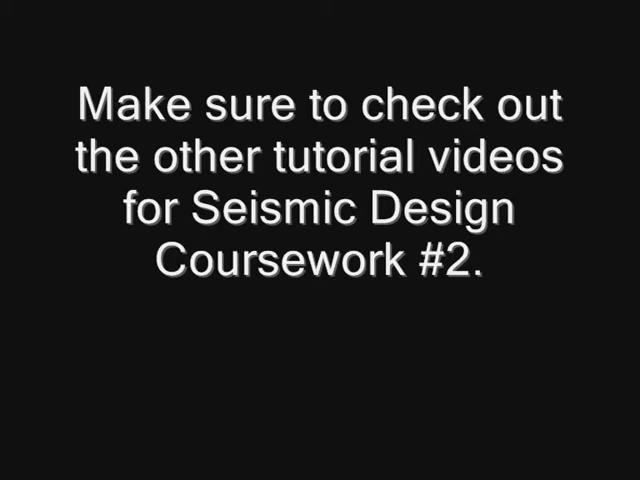 Make sure to check out
the other tutorial videos
for Seismic Design
Coursework #2.